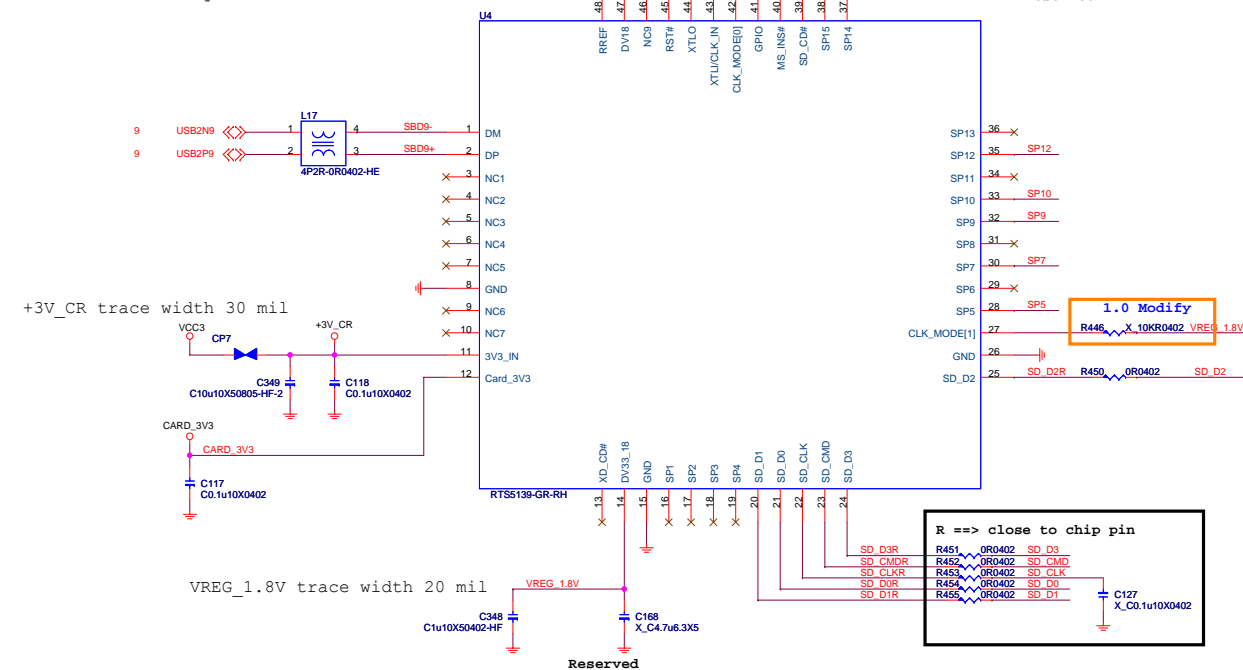 U4
48 47 46 45 44 43 42 41 40 39 38 37
RREF
DV18
NC9
RST#
XTLO
XTLI/CLK_IN
CLK_MODE[0]
GPIO
MS_INS#
SD_CD#
SP15
SP14
L17
9 USB2N9 1 4 SBD9- 1 DM
9 USB2P9 2 3 SBD9+ 2 DP
4P2R-0R0402-HE
3 NC1
4 NC2
5 NC3
6 NC4
7 NC5
8 GND
9 NC6
10 NC7
11 3V3_IN
12 Card_3V3
SP13 36
SP12 35 SP12
SP11 34
SP10 33 SP10
SP9 32 SP9
SP8 31
SP7 30 SP7
SP6 29
SP5 28 SP5
CLK_MODE[1] 27
GND 26
SD_D2 25
1.0 Modify
R446 X_10KR0402 VREG_1.8V
SD_D2R R450 0R0402 SD_D2
+3V_CR trace width 30 mil
VCC3
CP7
+3V_CR
C349
C10u10X50805-HF-2
C118
C0.1u10X0402
CARD_3V3
CARD_3V3
C117
C0.1u10X0402
XD_CD#
DV33_18
GND
SP1
SP2
SP3
SP4
SD_D1
SD_D0
SD_CLK
SD_CMD
SD_D3
RTS5139-GR-RH
13 14 15 16 17 18 19 20 21 22 23 24
R ==> close to chip pin
SD_D3R R451 0R0402 SD_D3
SD_CMDR R452 0R0402 SD_CMD
SD_CLKR R453 0R0402 SD_CLK
SD_D0R R454 0R0402 SD_D0
SD_D1R R455 0R0402 SD_D1
C127
X_C0.1u10X0402
VREG_1.8V trace width 20 mil
VREG_1.8V
C348
C1u10X50402-HF
C168
X_C4.7u6.3X5
Reserved